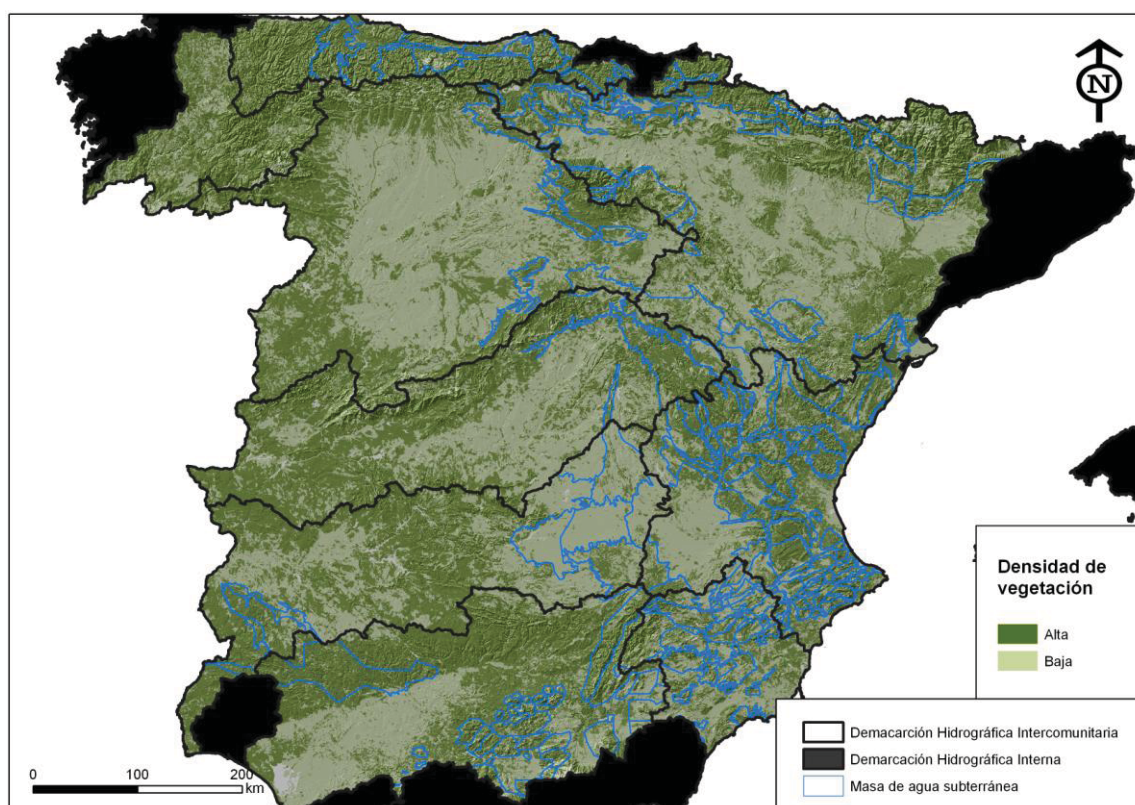 N
Densidad de
vegetación
Alta
Baja
Demacarción Hidrográfica Intercomunitaria
Demarcación Hidrográfica Interna
Masa de agua subterránea
0 100 200
km